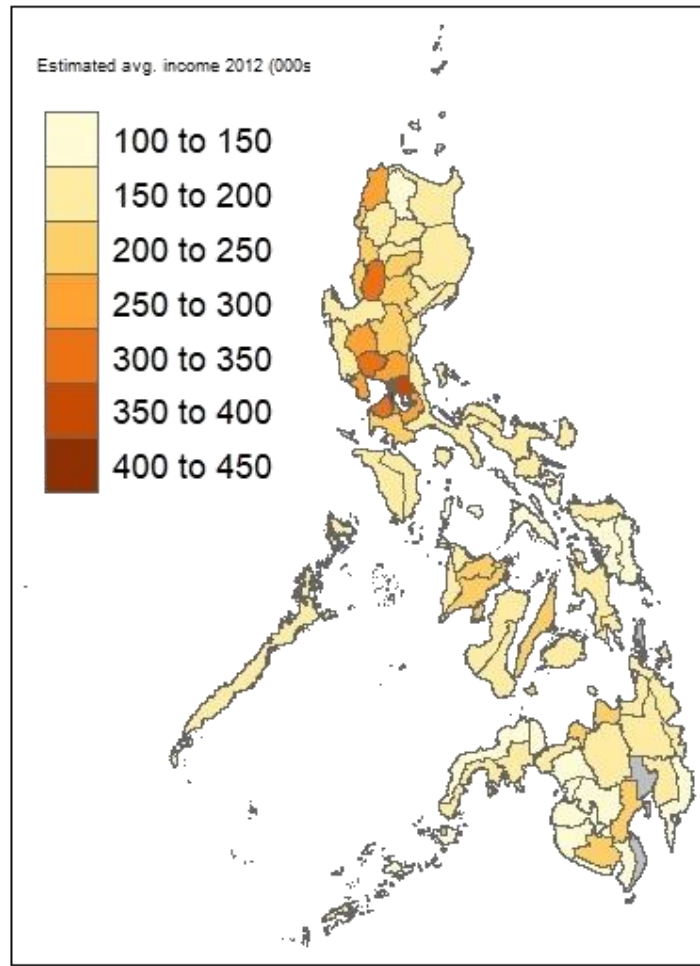 Estimated avg. income 2012 (000s
100 to 150
150 to 200
200 to 250
250 to 300
300 to 350
350 to 400
400 to 450